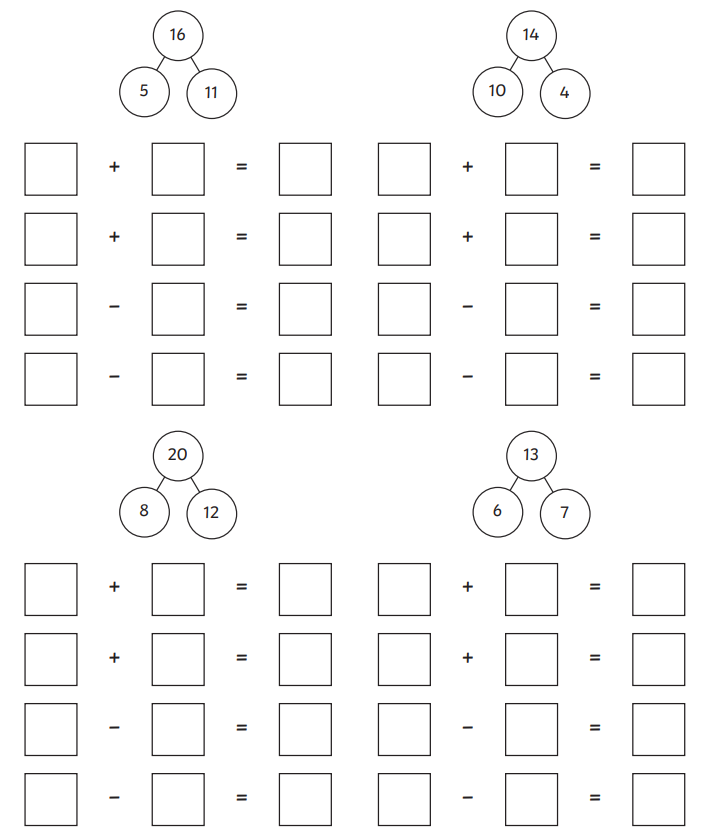 16 14
5 11 10 4
+ = + =
+ = + =
− = − =
− = − =
20 13
8 12 6 7
+ = + =
+ = + =
− = − =
− = − =